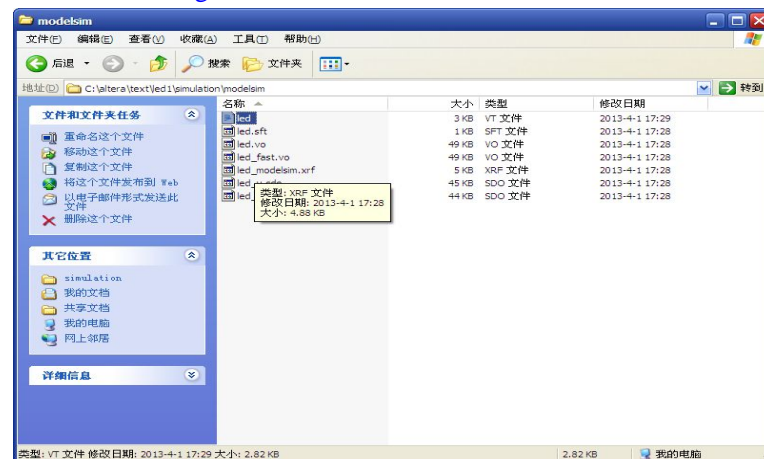 modelsim
文件(F) 编辑(E) 查看(V) 收藏(A) 工具(T) 帮助(H)
后退 搜索 文件夹
地址(D) C:\altera\text\led1\simulation\modelsim 转到
文件和文件夹任务
重命名这个文件
移动这个文件
复制这个文件
将这个文件发布到 Web
以电子邮件形式发送此
文件
删除这个文件
其它位置
simulation
我的文档
共享文档
我的电脑
网上邻居
详细信息
名称 大小 类型 修改日期
led 3 KB VT 文件 2013-4-1 17:29
led.sft 1 KB SFT 文件 2013-4-1 17:28
led.vo 49 KB VO 文件 2013-4-1 17:28
led_fast.vo 49 KB VO 文件 2013-4-1 17:28
led_modelsim.xrf 5 KB XRF 文件 2013-4-1 17:28
45 KB SDO 文件 2013-4-1 17:28
led_ 44 KB SDO 文件 2013-4-1 17:28
类型: XRF 文件
修改日期: 2013-4-1 17:28
大小: 4.88 KB
类型: VT 文件 修改日期: 2013-4-1 17:29 大小: 2.82 KB 2.82 KB 我的电脑